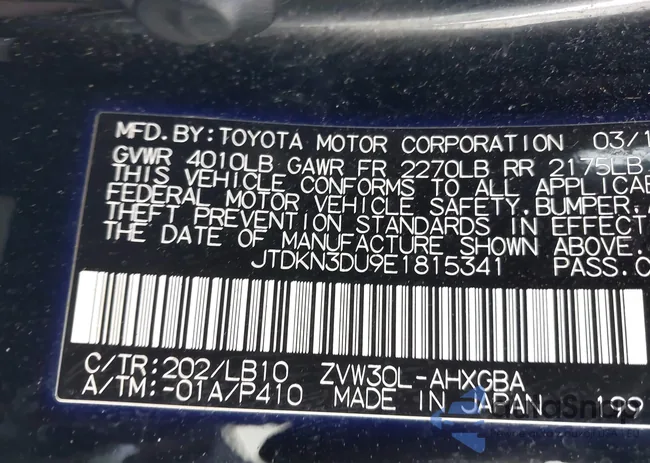 MFD. BY: TOYOTA MOTOR CORPORATION 03/1
GVWR 4010LB GAWR FR 2270LB RR 2175LB
THIS VEHICLE CONFORMS TO ALL APPLICAB
FEDERAL MOTOR VEHICLE SAFETY, BUMPER,
THEFT PREVENTION STANDARDS IN EFFECT
DATE OF MANUFACTURE SHOWN ABOVE.
JTDKN3DU9E1815341 PASS.C
C/TR:202/LB10 ZVW30L-AHXGBA
A/TM:-01A/P410 MADE IN JAPAN 199